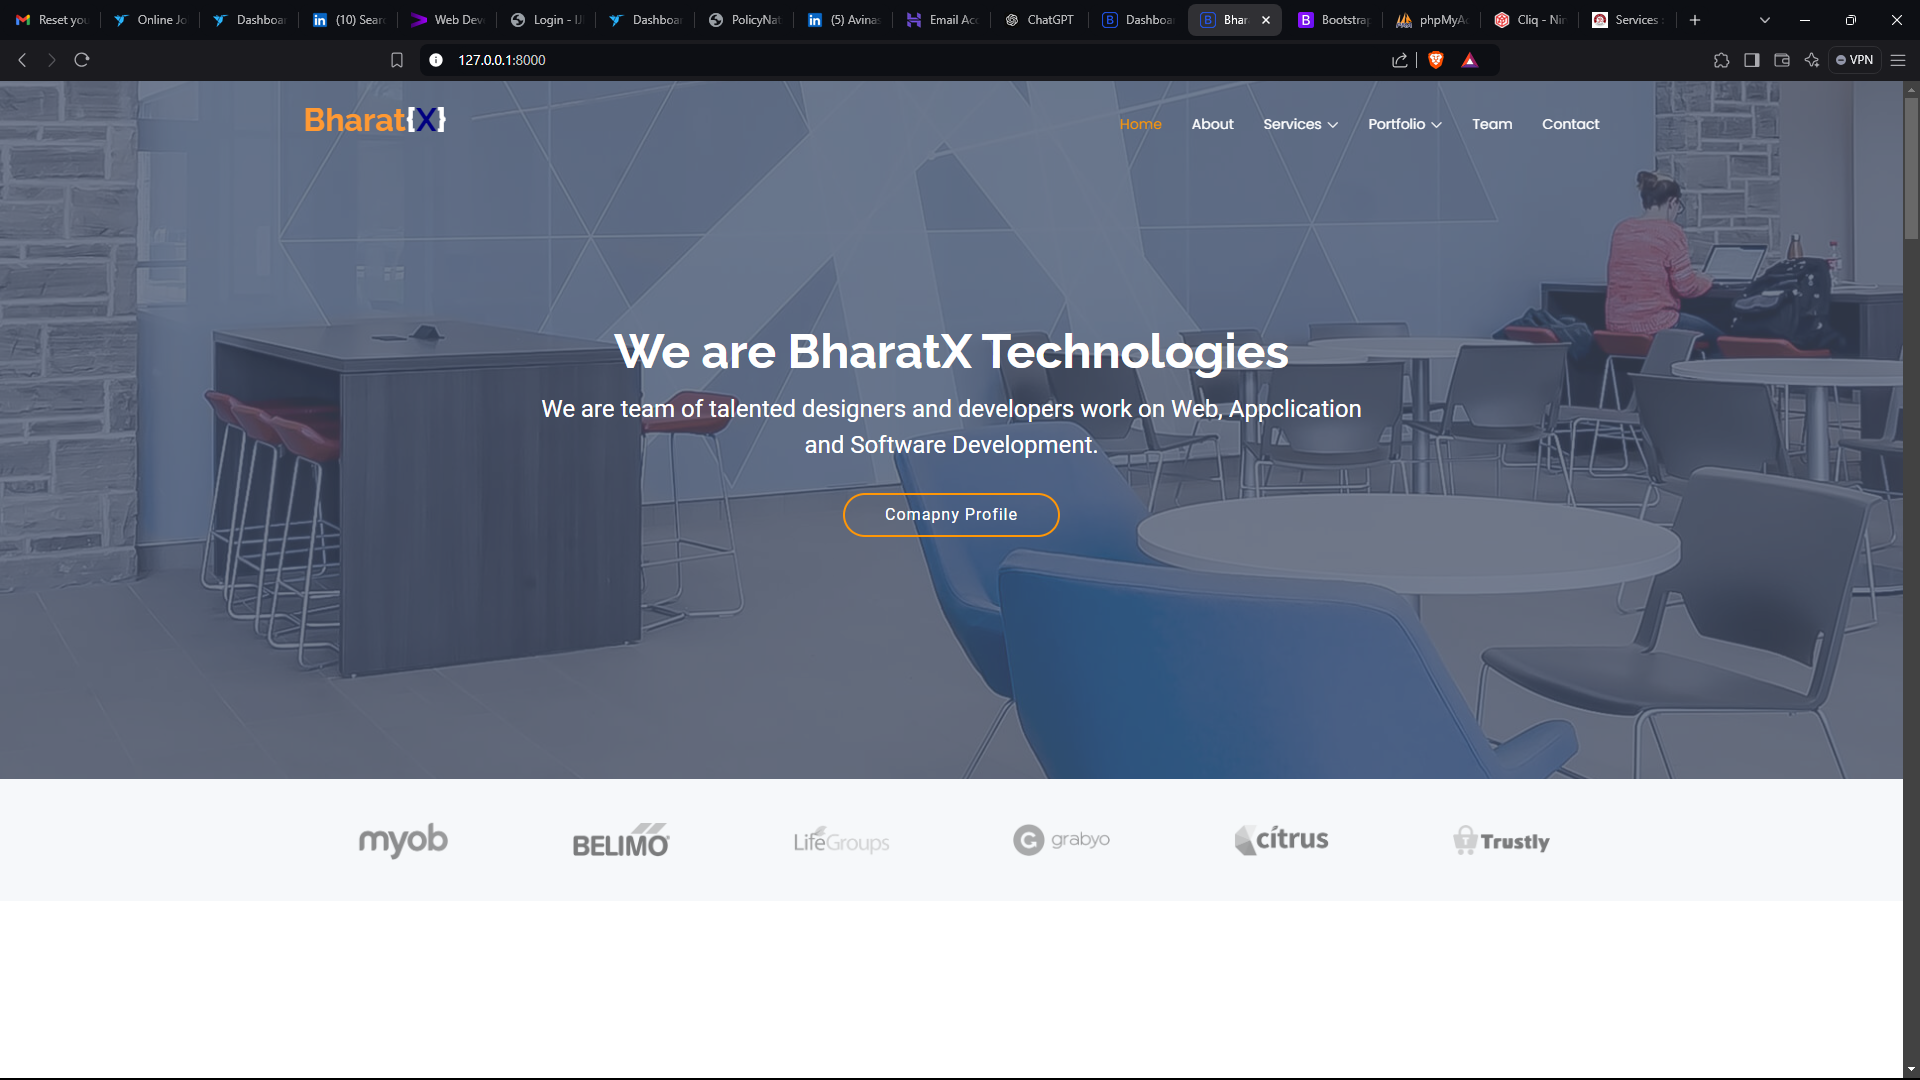 Reset you
Online Jo
Dashboar
(10) Searc
Web Deve
Login - IJ
Dashboar
PolicyNat
(5) Avinas
Email Acc
ChatGPT
Dashboar
Bhar
Bootstrap
phpMyAd
Cliq - Nir
Services
127.0.0.1:8000
VPN
Bharat{X}
Home
About
Services
Portfolio
Team
Contact
We are BharatX Technologies
We are team of talented designers and developers work on Web, Appclication
and Software Development.
Comapny Profile
myob
BELIMO
LifeGroups
grabyo
citrus
Trustly